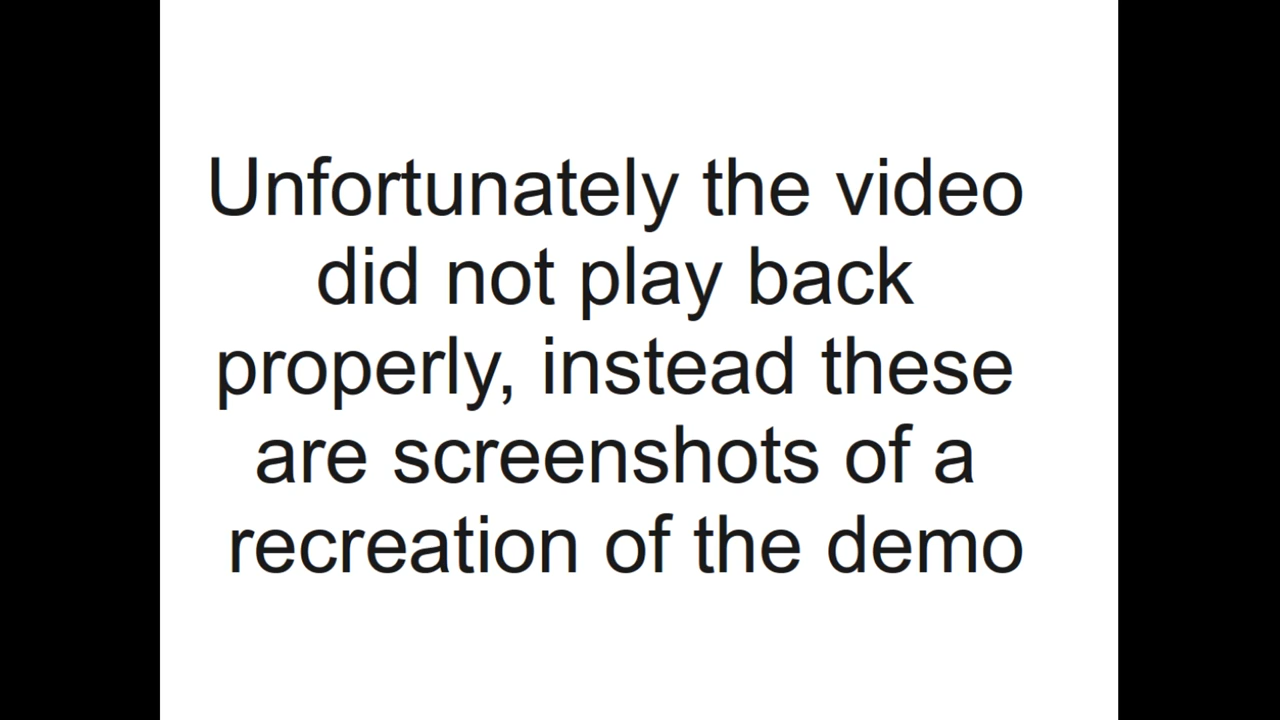 Unfortunately the video
did not play back
properly, instead these
are screenshots of a
recreation of the demo